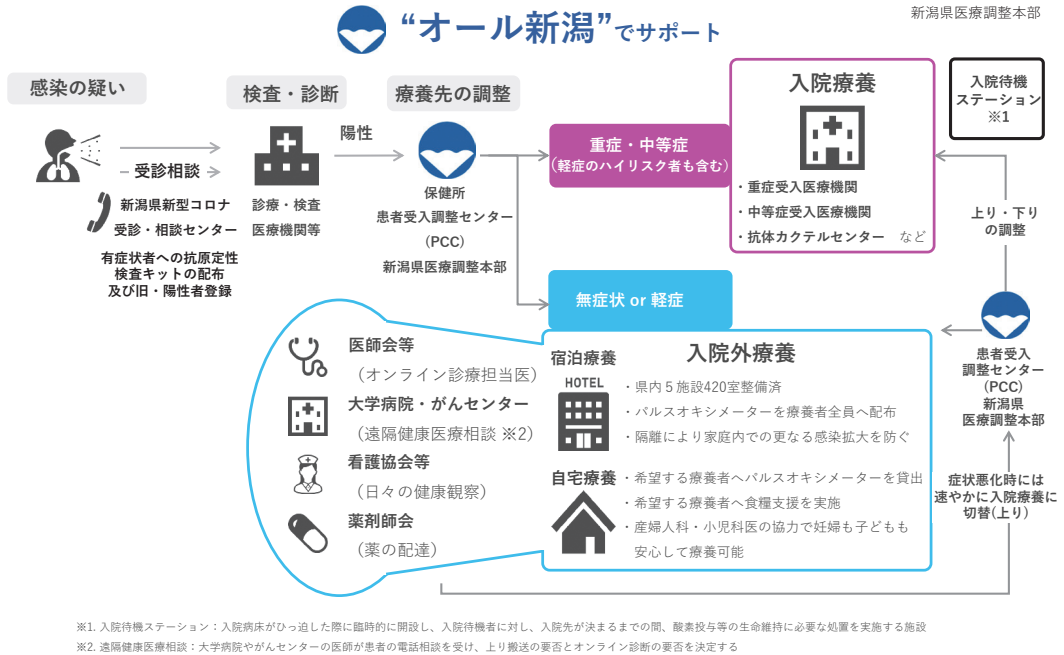 新潟県医療調整本部
“オール新潟”でサポート
感染の疑い
検査・診断
療養先の調整
受診相談
新潟県新型コロナ
受診・相談センター
有症状者への抗原定性
検査キットの配布
及び旧・陽性者登録
診療・検査
医療機関等
陽性
保健所
患者受入調整センター
(PCC)
新潟県医療調整本部
重症・中等症
(軽症のハイリスク者も含む)
入院療養
・重症受入医療機関
・中等症受入医療機関
・抗体カクテルセンター など
入院待機
ステーション
※1
上り・下り
の調整
無症状 or 軽症
医師会等
（オンライン診療担当医）
大学病院・がんセンター
（遠隔健康医療相談 ※2）
看護協会等
（日々の健康観察）
薬剤師会
（薬の配達）
入院外療養
宿泊療養
HOTEL
・県内５施設420室整備済
・パルスオキシメーターを療養者全員へ配布
・隔離により家庭内での更なる感染拡大を防ぐ
自宅療養
・希望する療養者へパルスオキシメーターを貸出
・希望する療養者へ食糧支援を実施
・産婦人科・小児科医の協力で妊婦も子どもも
安心して療養可能
患者受入
調整センター
(PCC)
新潟県
医療調整本部
症状悪化時には
速やかに入院療養に
切替(上り)
※1. 入院待機ステーション：入院病床がひっ迫した際に臨時的に開設し、入院待機者に対し、入院先が決まるまでの間、酸素投与等の生命維持に必要な処置を実施する施設
※2. 遠隔健康医療相談：大学病院やがんセンターの医師が患者の電話相談を受け、上り搬送の要否とオンライン診断の要否を決定する